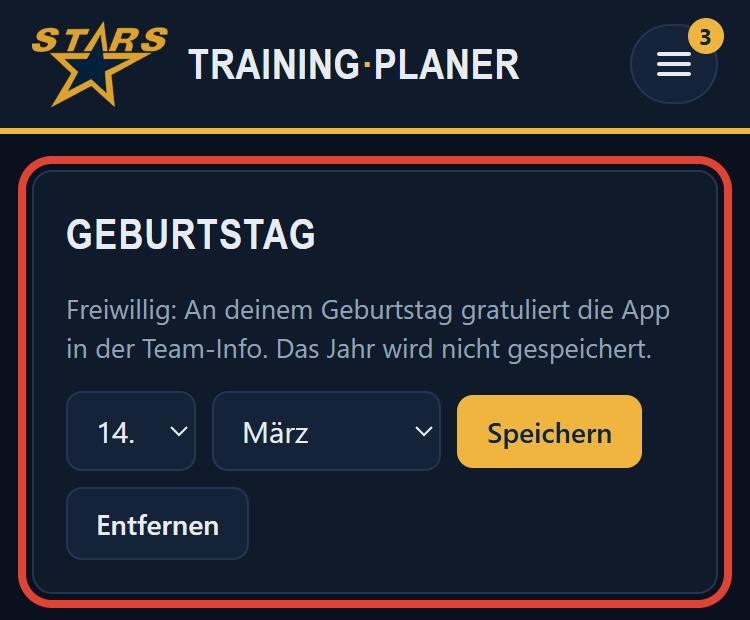 STARS
TRAINING·PLANER
3
GEBURTSTAG
Freiwillig: An deinem Geburtstag gratuliert die App
in der Team-Info. Das Jahr wird nicht gespeichert.
14. März Speichern
Entfernen